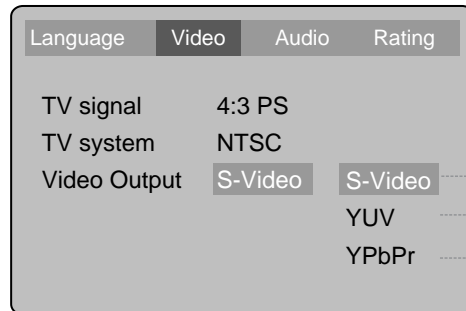 Language Video Audio Rating
TV signal 4:3 PS
TV system NTSC
Video Output S-Video S-Video
YUV
YPbPr